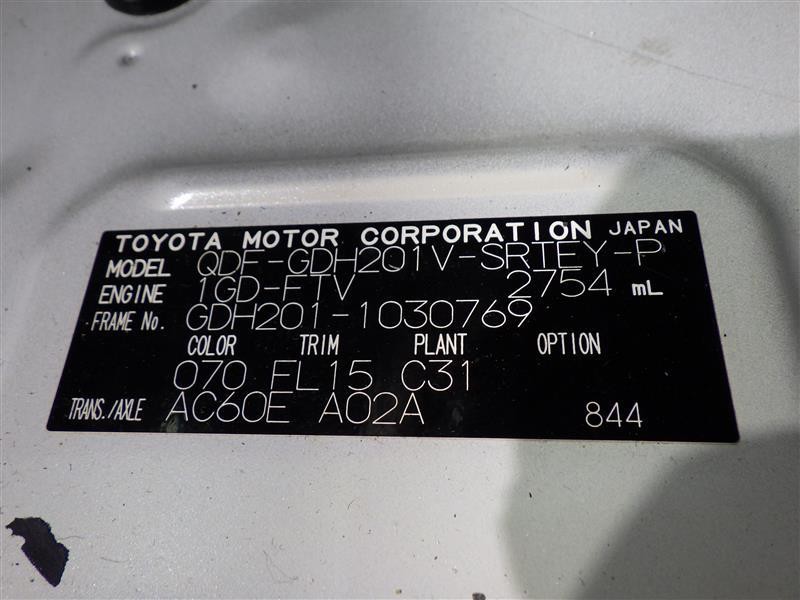 TOYOTA MOTOR CORPORATION JAPAN
MODEL QDF-GDH201V-SRTEY-P
ENGINE 1GD-FTV 2754 mL
FRAME No. GDH201-1030769
COLOR TRIM PLANT OPTION
070 FL15 C31
TRANS./AXLE AC60E A02A 844